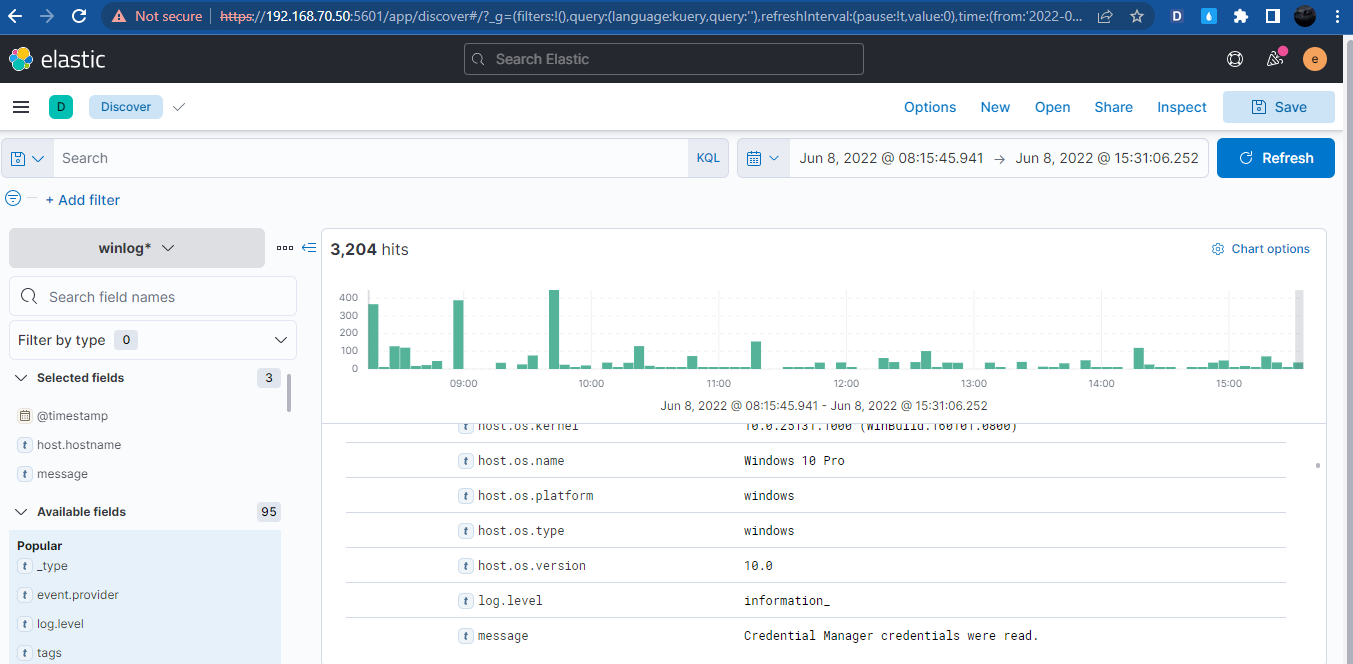 Not secure https://192.168.70.50:5601/app/discover#/?_g=(filters:!(),query:(language:kuery,query:''),refreshInterval:(pause:!t,value:0),time:(from:'2022-0... D
elastic Search Elastic e
D Discover Options New Open Share Inspect Save
Search KQL Jun 8, 2022 @ 08:15:45.941 → Jun 8, 2022 @ 15:31:06.252 Refresh
+ Add filter
winlog*
Search field names
Filter by type 0
Selected fields 3
@timestamp
t host.hostname
t message
Available fields 95
Popular
t _type
t event.provider
t log.level
t tags
3,204 hits Chart options
400
300
200
100
0
09:00 10:00 11:00 12:00 13:00 14:00 15:00
Jun 8, 2022 @ 08:15:45.941 - Jun 8, 2022 @ 15:31:06.252
t host.os.kernel 10.0.25131.1000 (WinBuild.160101.0800)
t host.os.name Windows 10 Pro
t host.os.platform windows
t host.os.type windows
t host.os.version 10.0
t log.level information_
t message Credential Manager credentials were read.